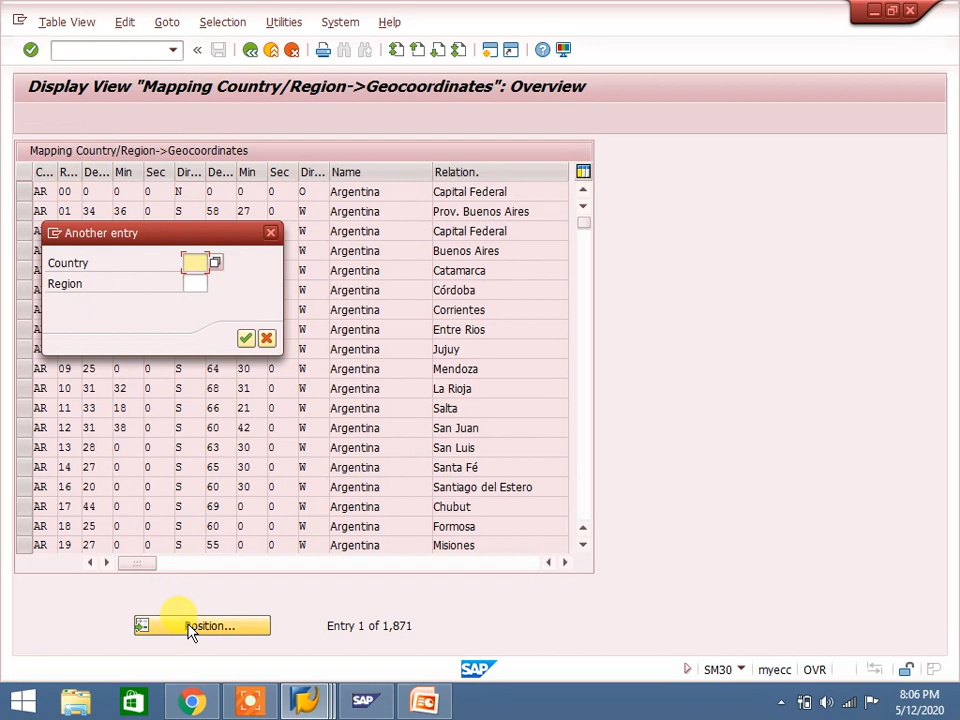 Table View Edit Goto Selection Utilities System Help
Display View "Mapping Country/Region->Geocoordinates": Overview
Mapping Country/Region->Geocoordinates
C... R... De... Min Sec Dir... De... Min Sec Dir... Name Relation.
AR 00 0 0 0 N 0 0 0 O Argentina Capital Federal
AR 01 34 36 0 S 58 27 0 W Argentina Prov. Buenos Aires
Another entry
W Argentina Capital Federal
W Argentina Buenos Aires
Country
W Argentina Catamarca
Region
W Argentina Córdoba
W Argentina Corrientes
W Argentina Entre Rios
W Argentina Jujuy
AR 09 25 0 0 S 64 30 0 W Argentina Mendoza
AR 10 31 32 0 S 68 31 0 W Argentina La Rioja
AR 11 33 18 0 S 66 21 0 W Argentina Salta
AR 12 31 38 0 S 60 42 0 W Argentina San Juan
AR 13 28 0 0 S 63 30 0 W Argentina San Luis
AR 14 27 0 0 S 65 30 0 W Argentina Santa Fé
AR 16 20 0 0 S 60 30 0 W Argentina Santiago del Estero
AR 17 44 0 0 S 69 0 0 W Argentina Chubut
AR 18 25 0 0 S 60 0 0 W Argentina Formosa
AR 19 27 0 0 S 55 0 0 W Argentina Misiones
Position... Entry 1 of 1,871
SAP SM30 myecc OVR
SAP 8:06 PM
5/12/2020